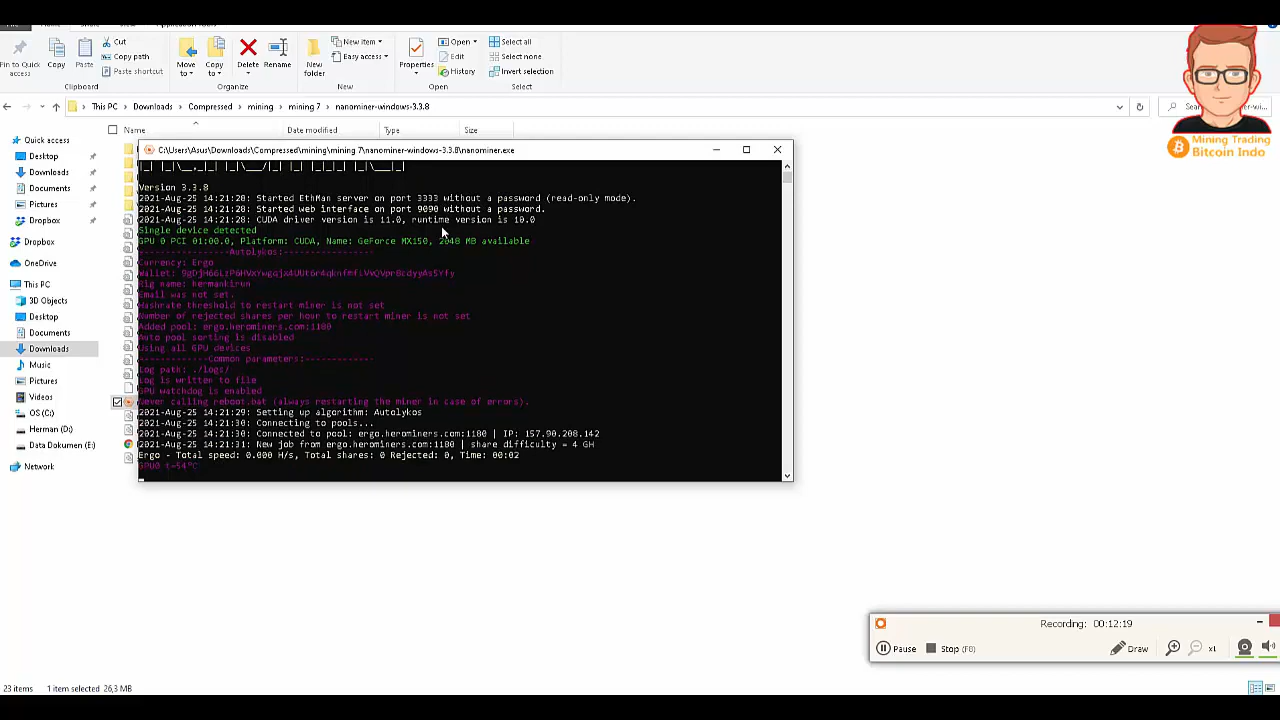 Cut
Copy path
Paste shortcut
Pin to Quick access
Copy
Paste
Clipboard
Move to
Copy to
Delete
Rename
Organize
New folder
New item
Easy access
New
Properties
Open
Edit
History
Open
Select all
Select none
Invert selection
Select
Mining Trading
Bitcoin Indo
This PC > Downloads > Compressed > mining > mining 7 > nanominer-windows-3.3.8
Name Date modified Type Size
Quick access
Desktop
Downloads
Documents
Pictures
Dropbox
Dropbox
OneDrive
This PC
3D Objects
Desktop
Documents
Downloads
Music
Pictures
Videos
OS (C:)
Herman (D:)
Data Dokumen (E:)
Network
C:\Users\Asus\Downloads\Compressed\mining\mining 7\nanominer-windows-3.3.8\nanominer.exe
Version 3.3.8
2021-Aug-25 14:21:28: Started EthMan server on port 3333 without a password (read-only mode).
2021-Aug-25 14:21:28: Started web interface on port 9090 without a password.
2021-Aug-25 14:21:28: CUDA driver version is 11.0, runtime version is 10.0
Single device detected
GPU 0 PCI 01:00.0, Platform: CUDA, Name: GeForce MX150, 2048 MB available
---------------Autolykos:---------------
Currency: Ergo
Wallet:
Rig name: hermankirun
Email was not set.
Hashrate threshold to restart miner is not set
Number of rejected shares per hour to restart miner is not set
Added pool: ergo.herominers.com:1180
Auto pool sorting is disabled
Using all GPU devices
-----------Common parameters:-----------
Log path: ./logs/
Log is written to file
GPU watchdog is enabled
Never calling reboot.bat (always restarting the miner in case of errors).
2021-Aug-25 14:21:29: Setting up algorithm: Autolykos
2021-Aug-25 14:21:30: Connecting to pools...
2021-Aug-25 14:21:30: Connected to pool: ergo.herominers.com:1180 | IP: 157.90.208.142
2021-Aug-25 14:21:31: New job from ergo.herominers.com:1180 | share difficulty = 4 GH
Ergo - Total speed: 0.000 H/s, Total shares: 0 Rejected: 0, Time: 00:02
GPU0 t=54°C
Recording: 00:12:19
Pause
Stop (F8)
Draw
x1
23 items 1 item selected 26,3 MB